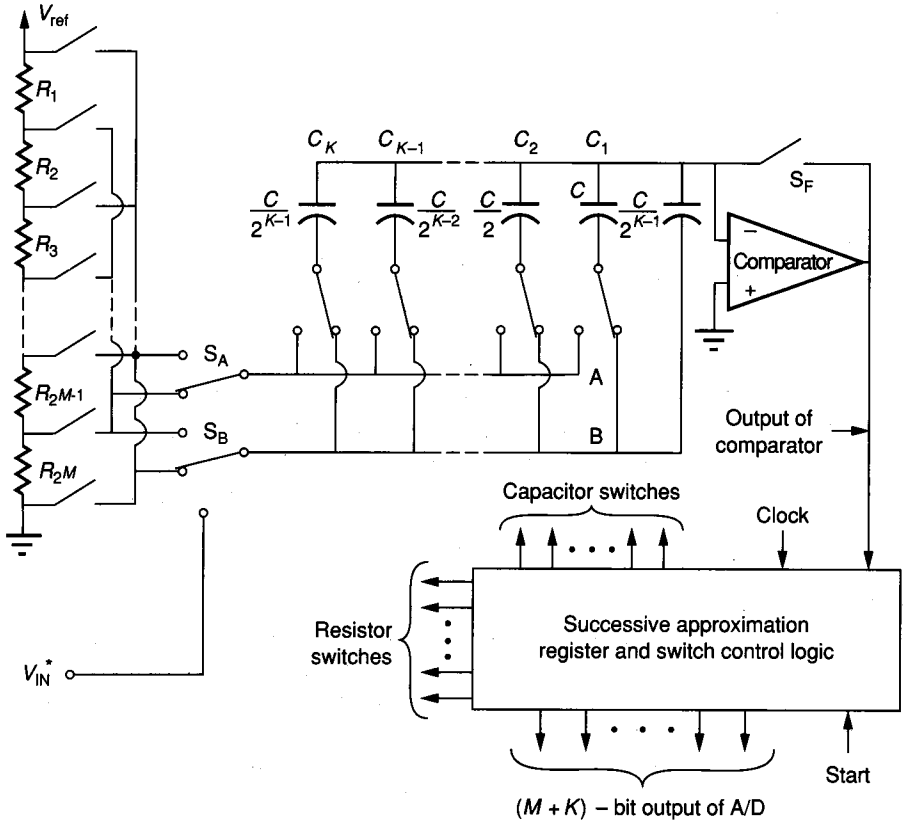 V_ref
R_1
R_2
R_3
R_2^M-1
R_2^M
S_A
S_B
V_IN*
C_K C_K-1 C_2 C_1
C/2^K-1 C/2^K-2 C/2 C C/2^K-1
S_F
−
Comparator
+
A
B
Output of
comparator
Capacitor switches
Clock
Resistor
switches
Successive approximation
register and switch control logic
Start
(M + K) – bit output of A/D